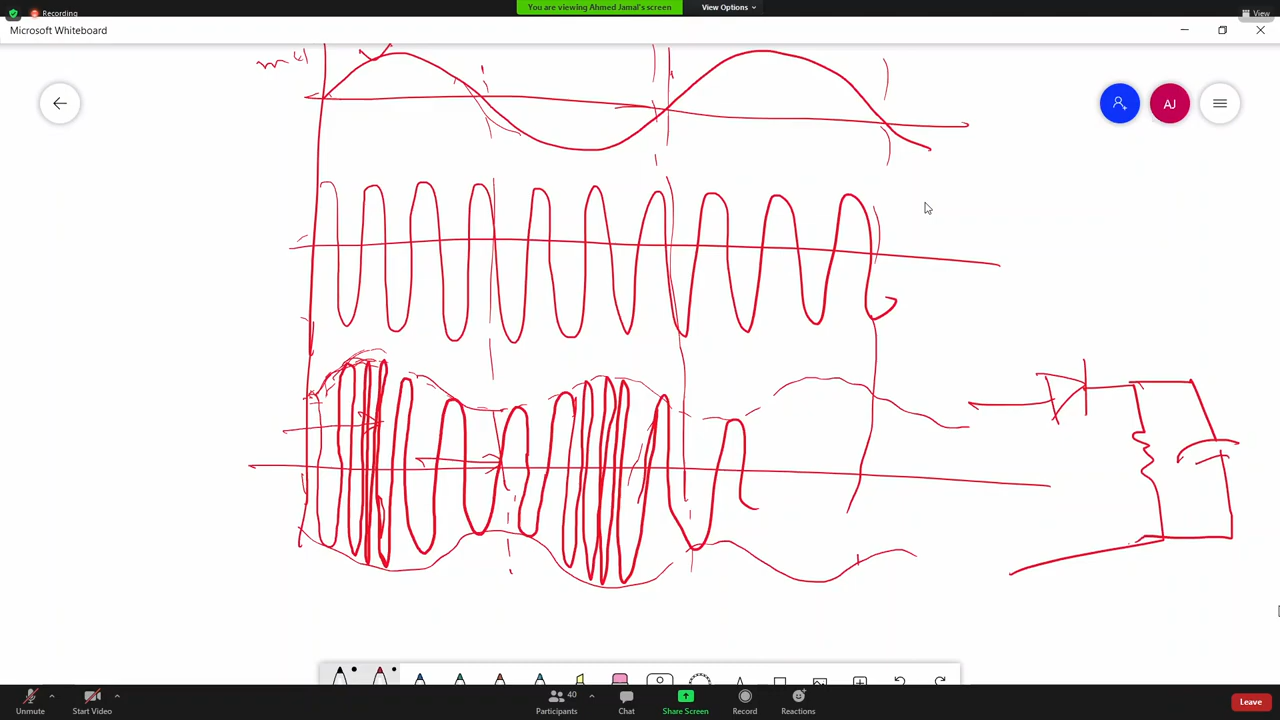 Recording
You are viewing Ahmed Jamal's screen
View Options
View
Microsoft Whiteboard
m(t)
AJ
Unmute
Start Video
40
Participants
Chat
Share Screen
Record
Reactions
Leave